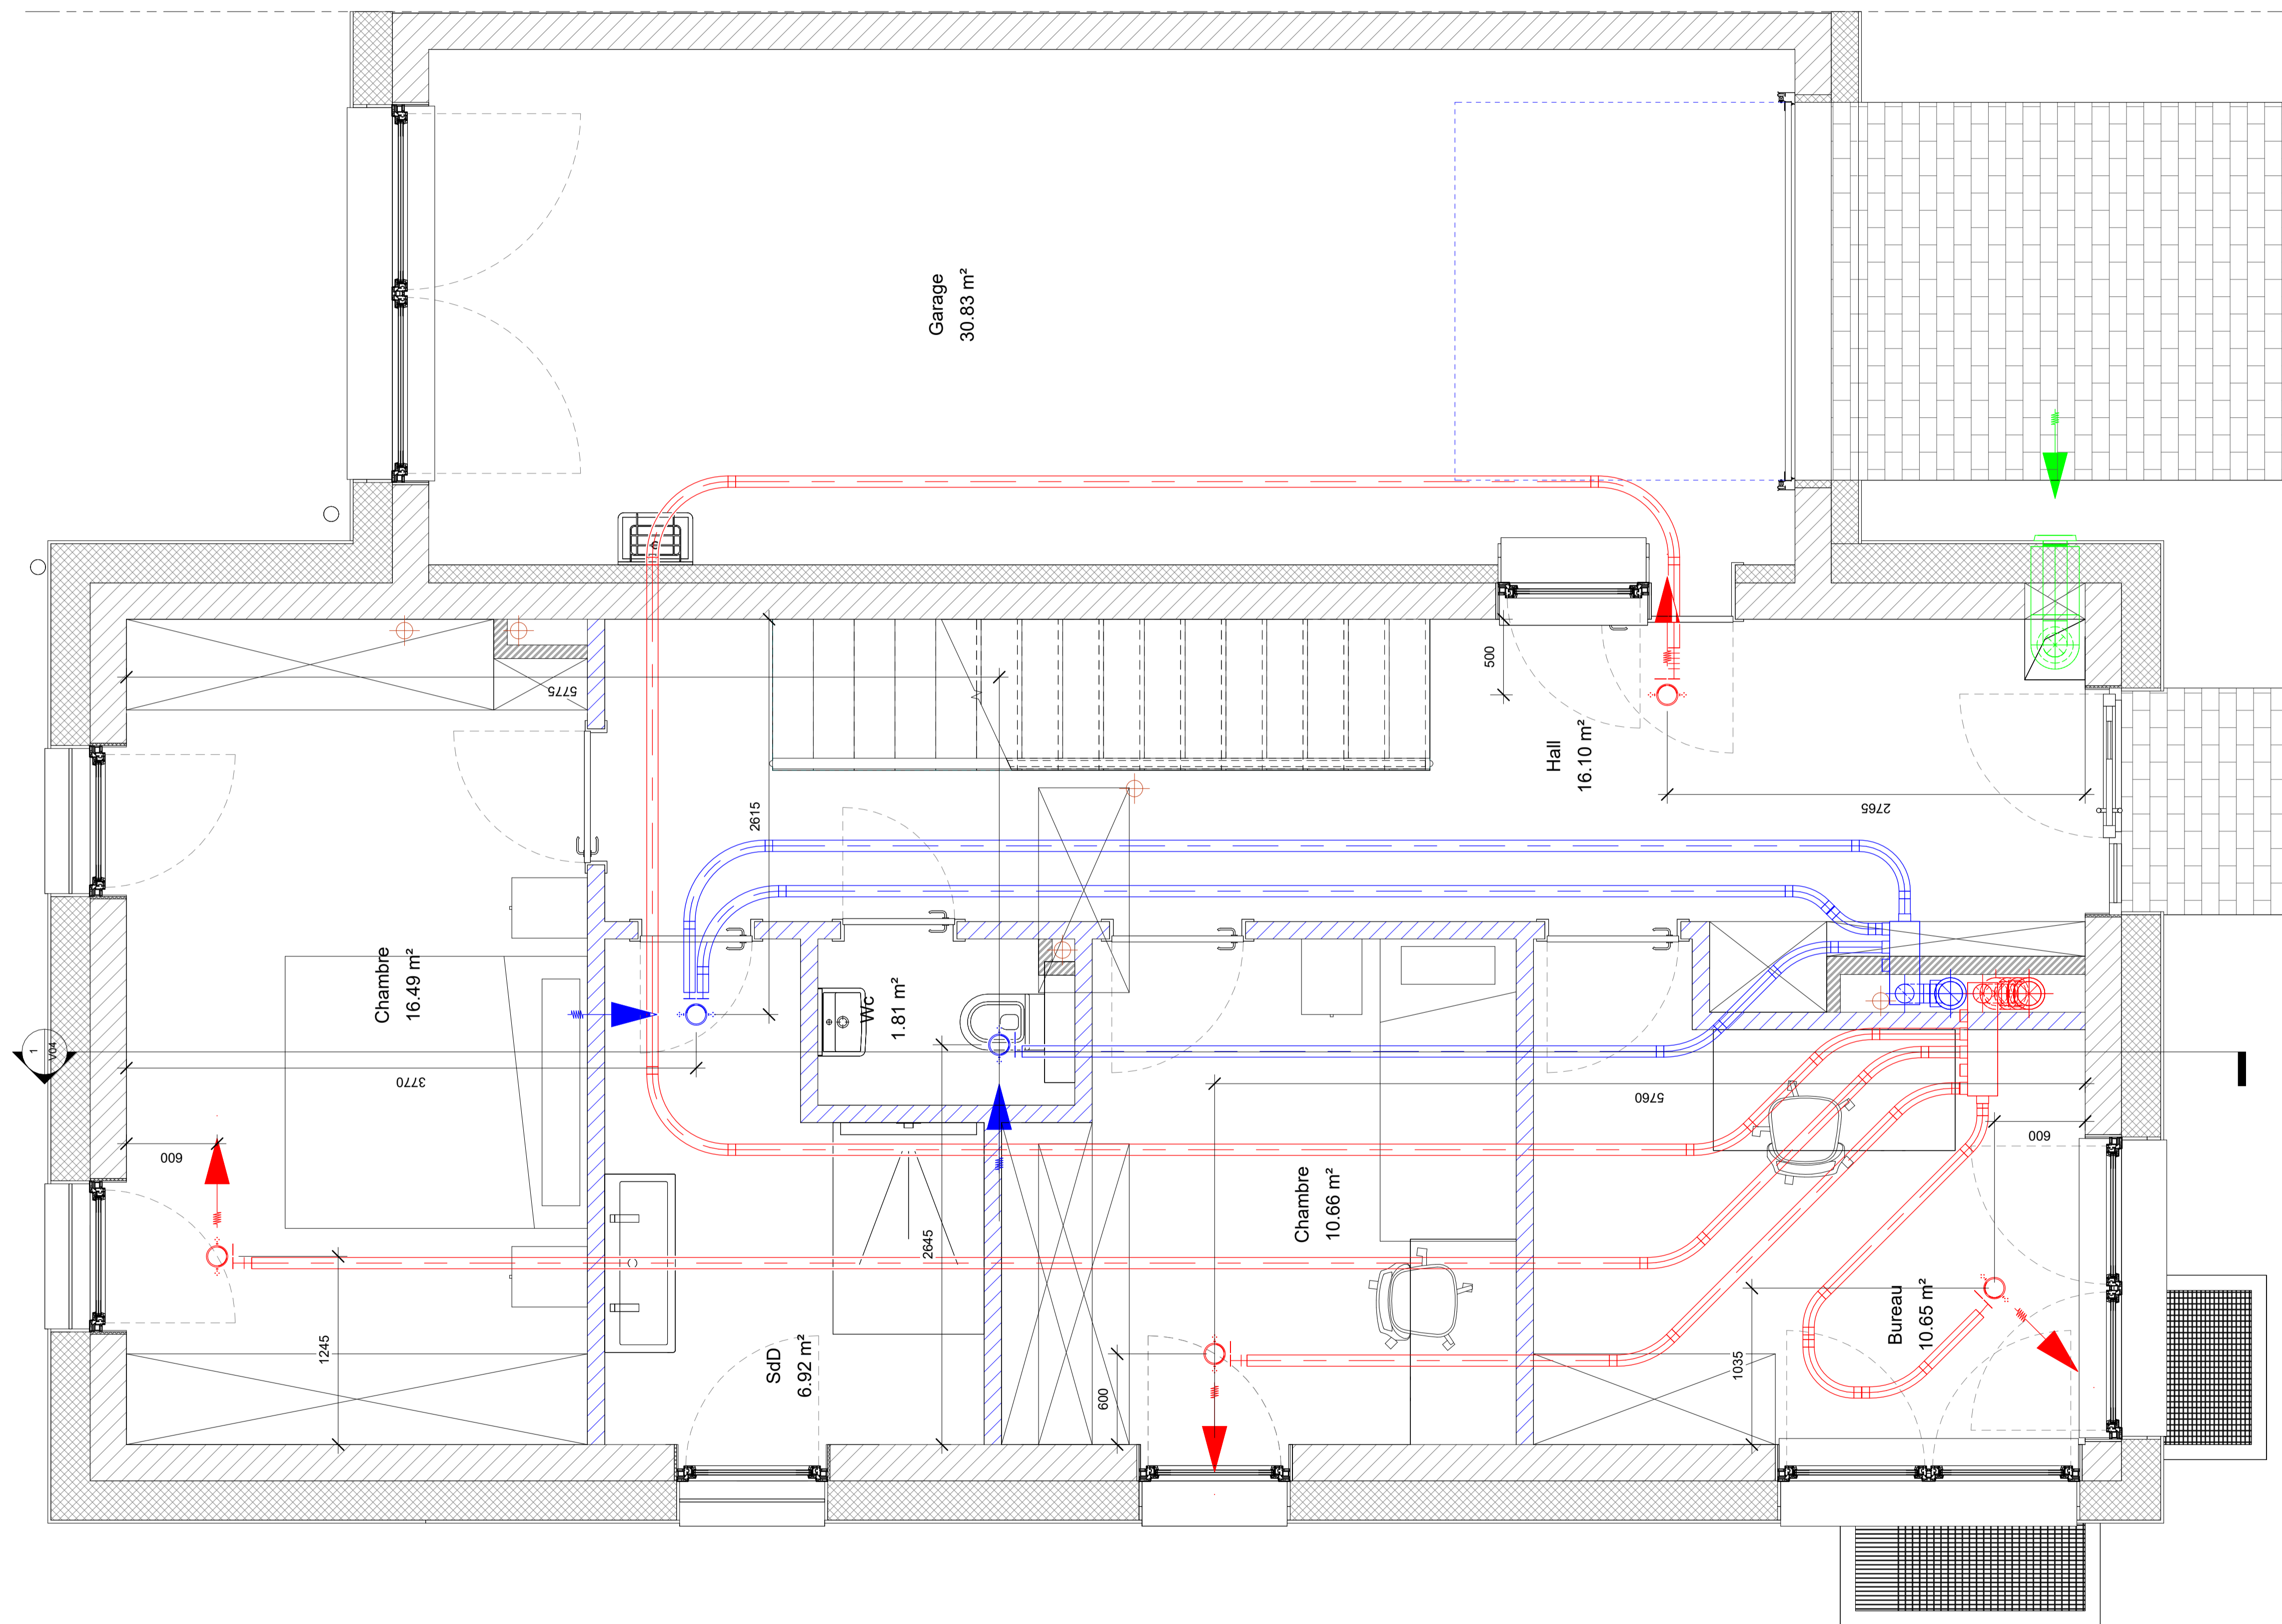 Garage
30.83 m²
5775
500
Hall
16.10 m²
2615
2765
Chambre
16.49 m²
Wc
1.81 m²
1
V04
3770
5760
600
600
Chambre
10.66 m²
2645
Bureau
10.65 m²
1245
SdD
6.92 m²
600
1035